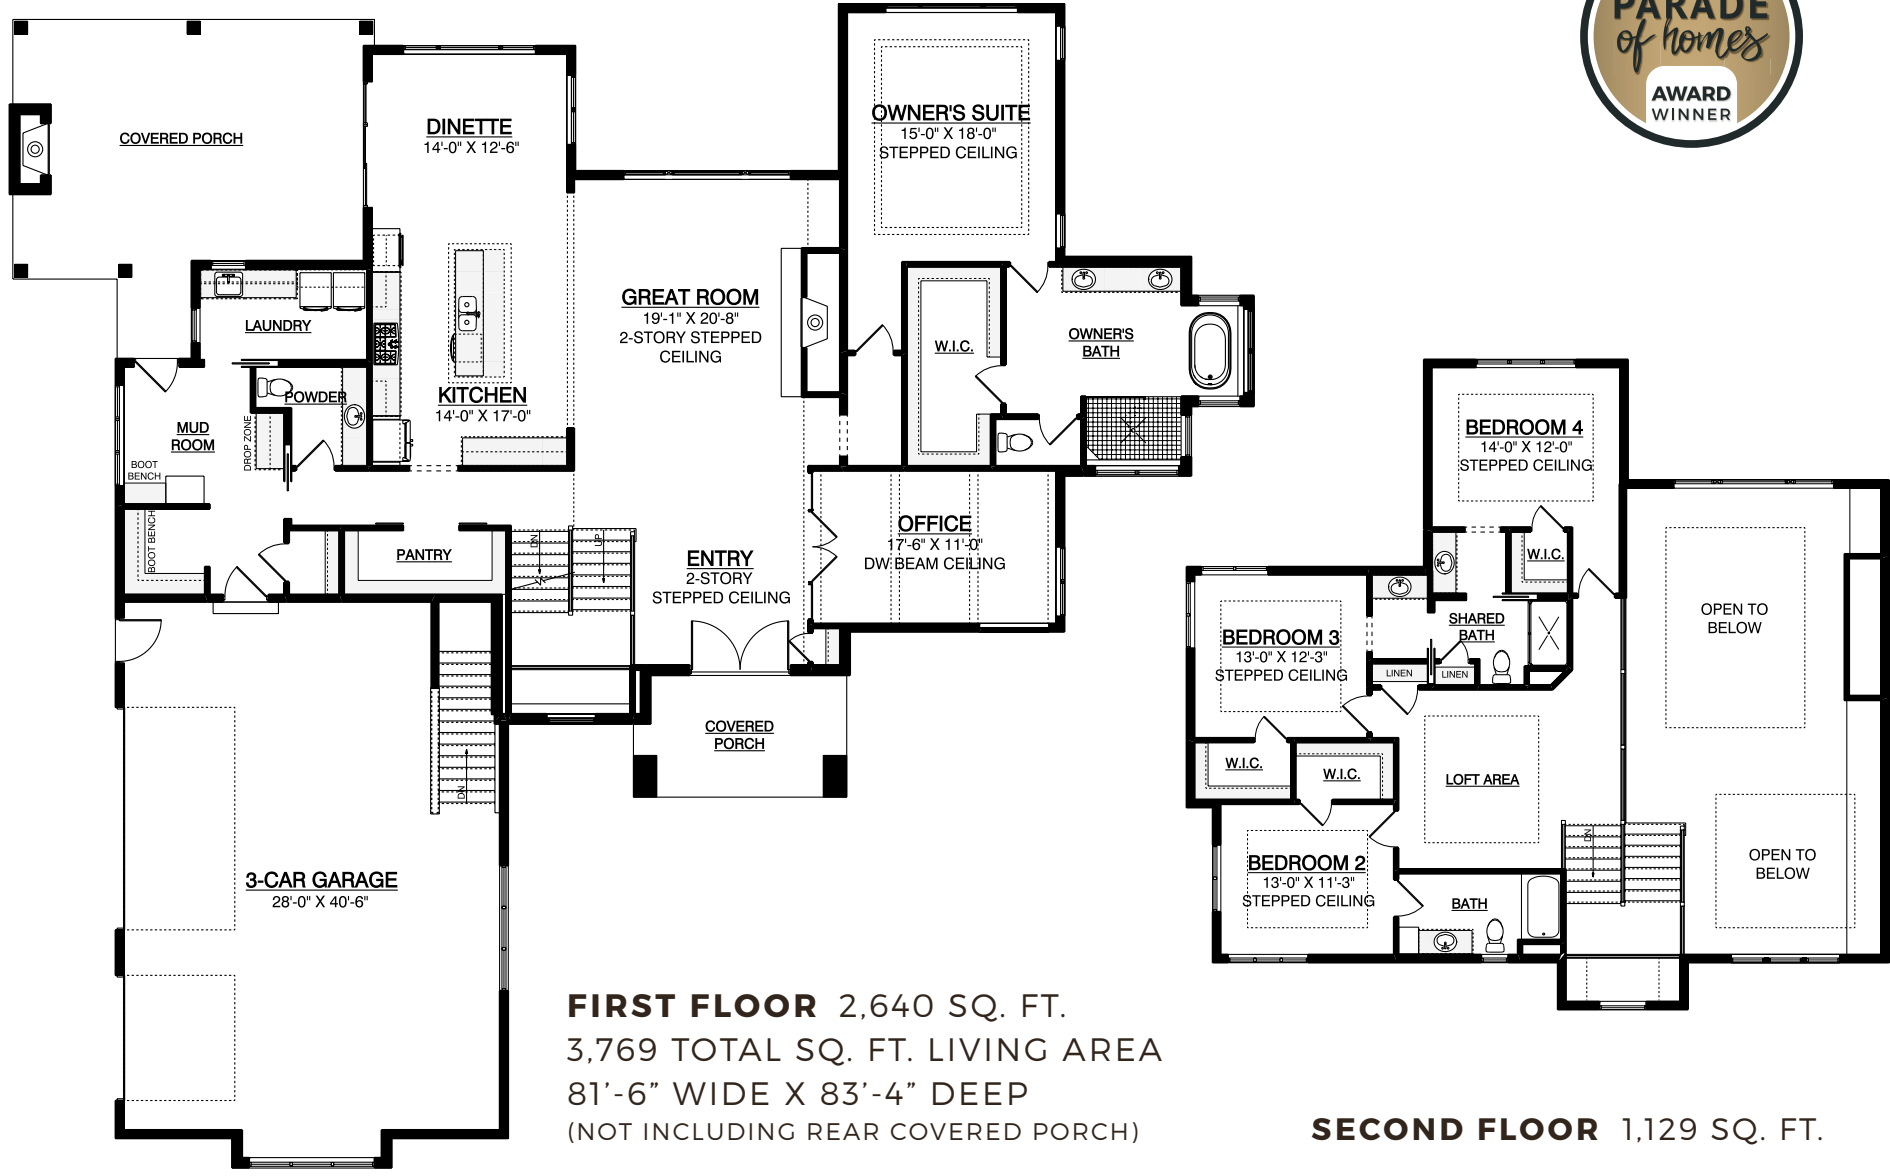 PARADE
of homes
AWARD
WINNER
COVERED PORCH
DINETTE
14'-0" X 12'-6"
OWNER'S SUITE
15'-0" X 18'-0"
STEPPED CEILING
GREAT ROOM
19'-1" X 20'-8"
2-STORY STEPPED
CEILING
LAUNDRY
W.I.C.
OWNER'S
BATH
KITCHEN
14'-0" X 17'-0"
POWDER
MUD
ROOM
DROP ZONE
BOOT
BENCH
BOOT BENCH
PANTRY
DN
UP
ENTRY
2-STORY
STEPPED CEILING
OFFICE
17'-6" X 11'-0"
DW BEAM CEILING
COVERED
PORCH
DN
3-CAR GARAGE
28'-0" X 40'-6"
BEDROOM 4
14'-0" X 12'-0"
STEPPED CEILING
W.I.C.
SHARED
BATH
OPEN TO
BELOW
BEDROOM 3
13'-0" X 12'-3"
STEPPED CEILING
LINEN
LINEN
W.I.C.
W.I.C.
LOFT AREA
DN
OPEN TO
BELOW
BEDROOM 2
13'-0" X 11'-3"
STEPPED CEILING
BATH
FIRST FLOOR 2,640 SQ. FT.
3,769 TOTAL SQ. FT. LIVING AREA
81'-6” WIDE X 83'-4” DEEP
(NOT INCLUDING REAR COVERED PORCH)
SECOND FLOOR 1,129 SQ. FT.